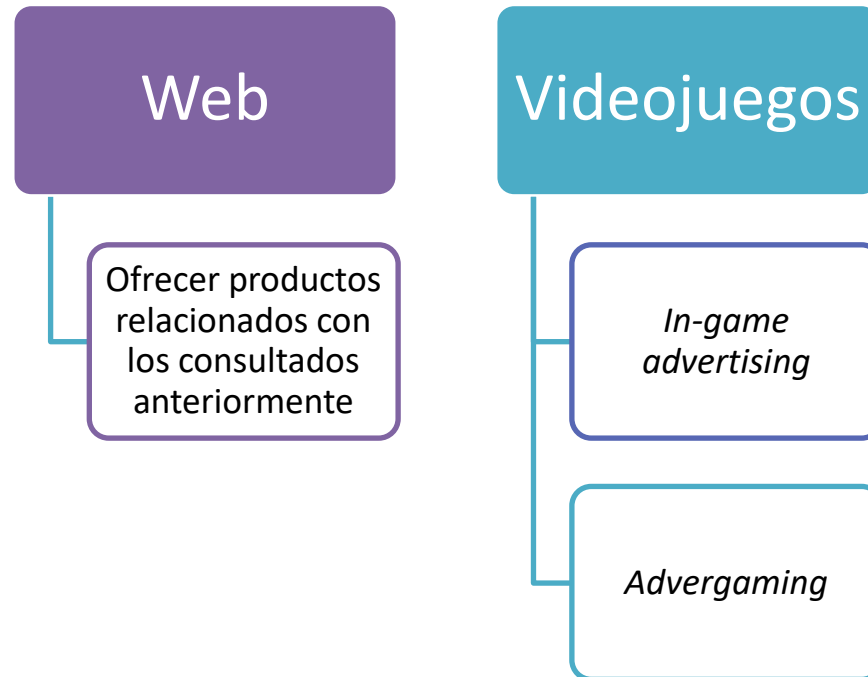 Web
Ofrecer productos
relacionados con
los consultados
anteriormente
Videojuegos
In-game
advertising
Advergaming